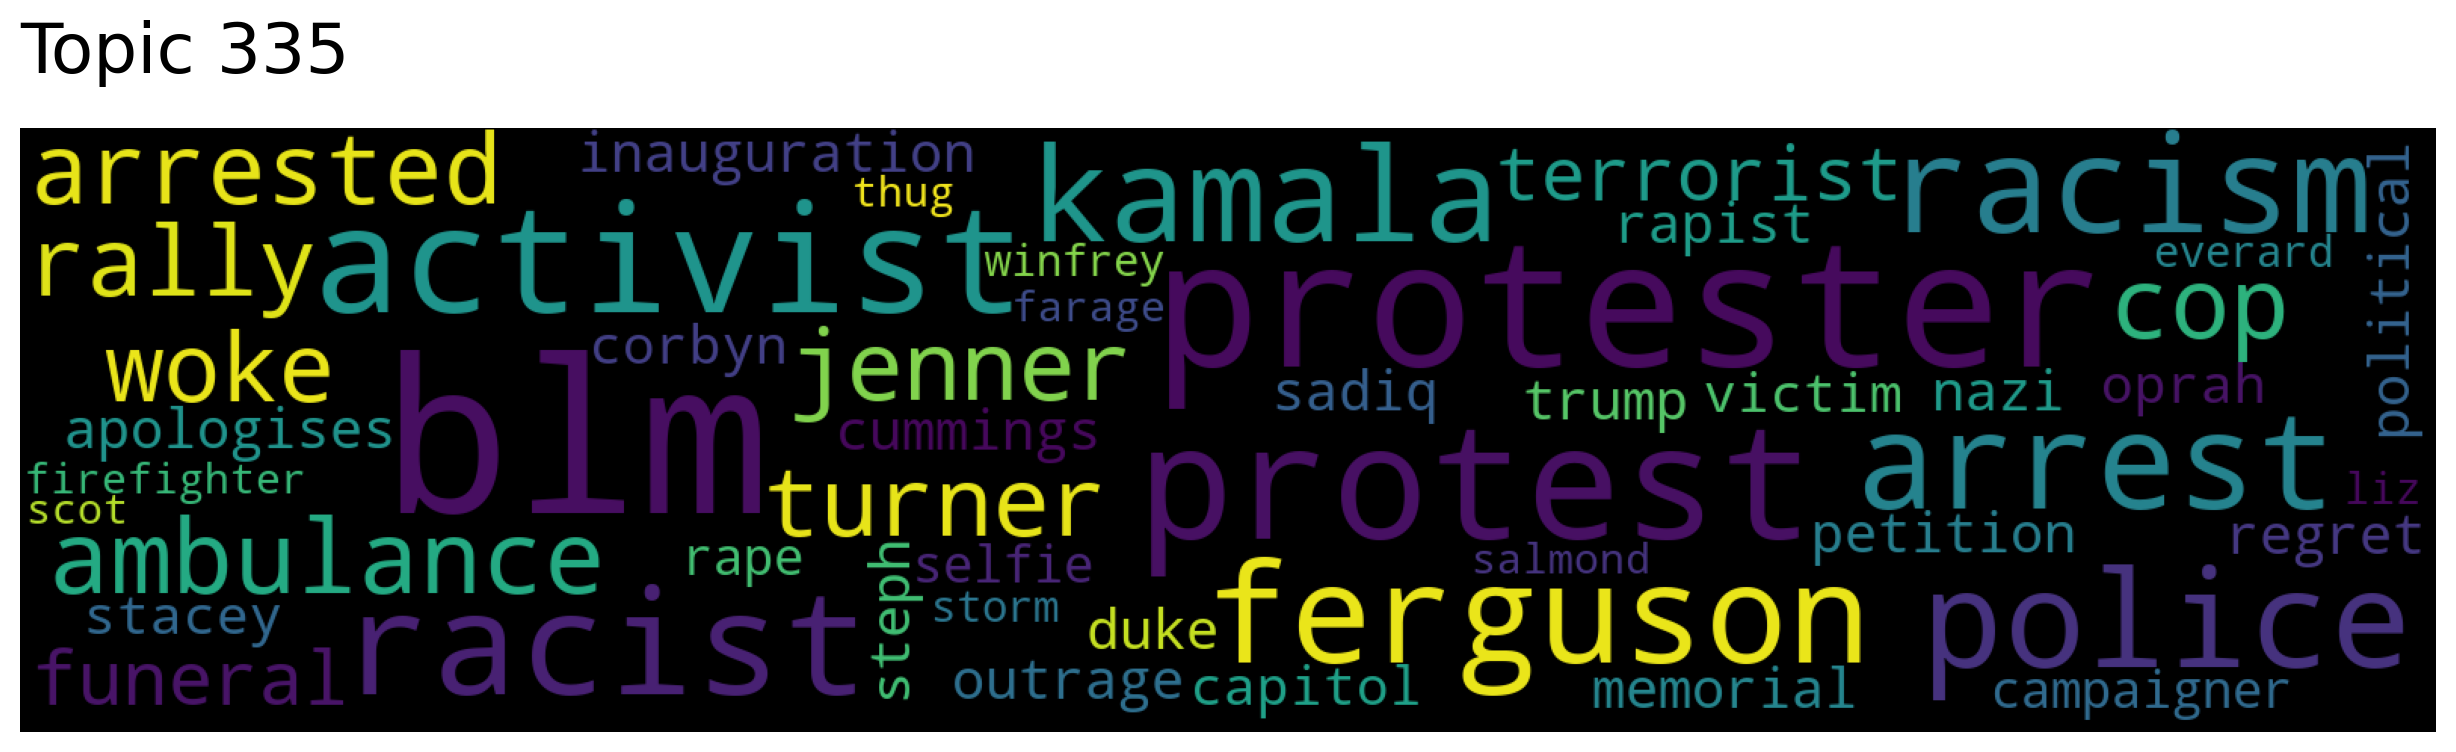 Topic 335
arrested inauguration kamala terrorist racism political
thug rapist
rally activist winfrey protester everard
farage cop
woke corbyn jenner
blm sadiq trump victim nazi oprah
apologises cummings protest arrest
firefighter turner liz
scot petition regret
ambulance rape steph selfie salmond
stacey racist storm duke ferguson police
funeral outrage capitol memorial campaigner